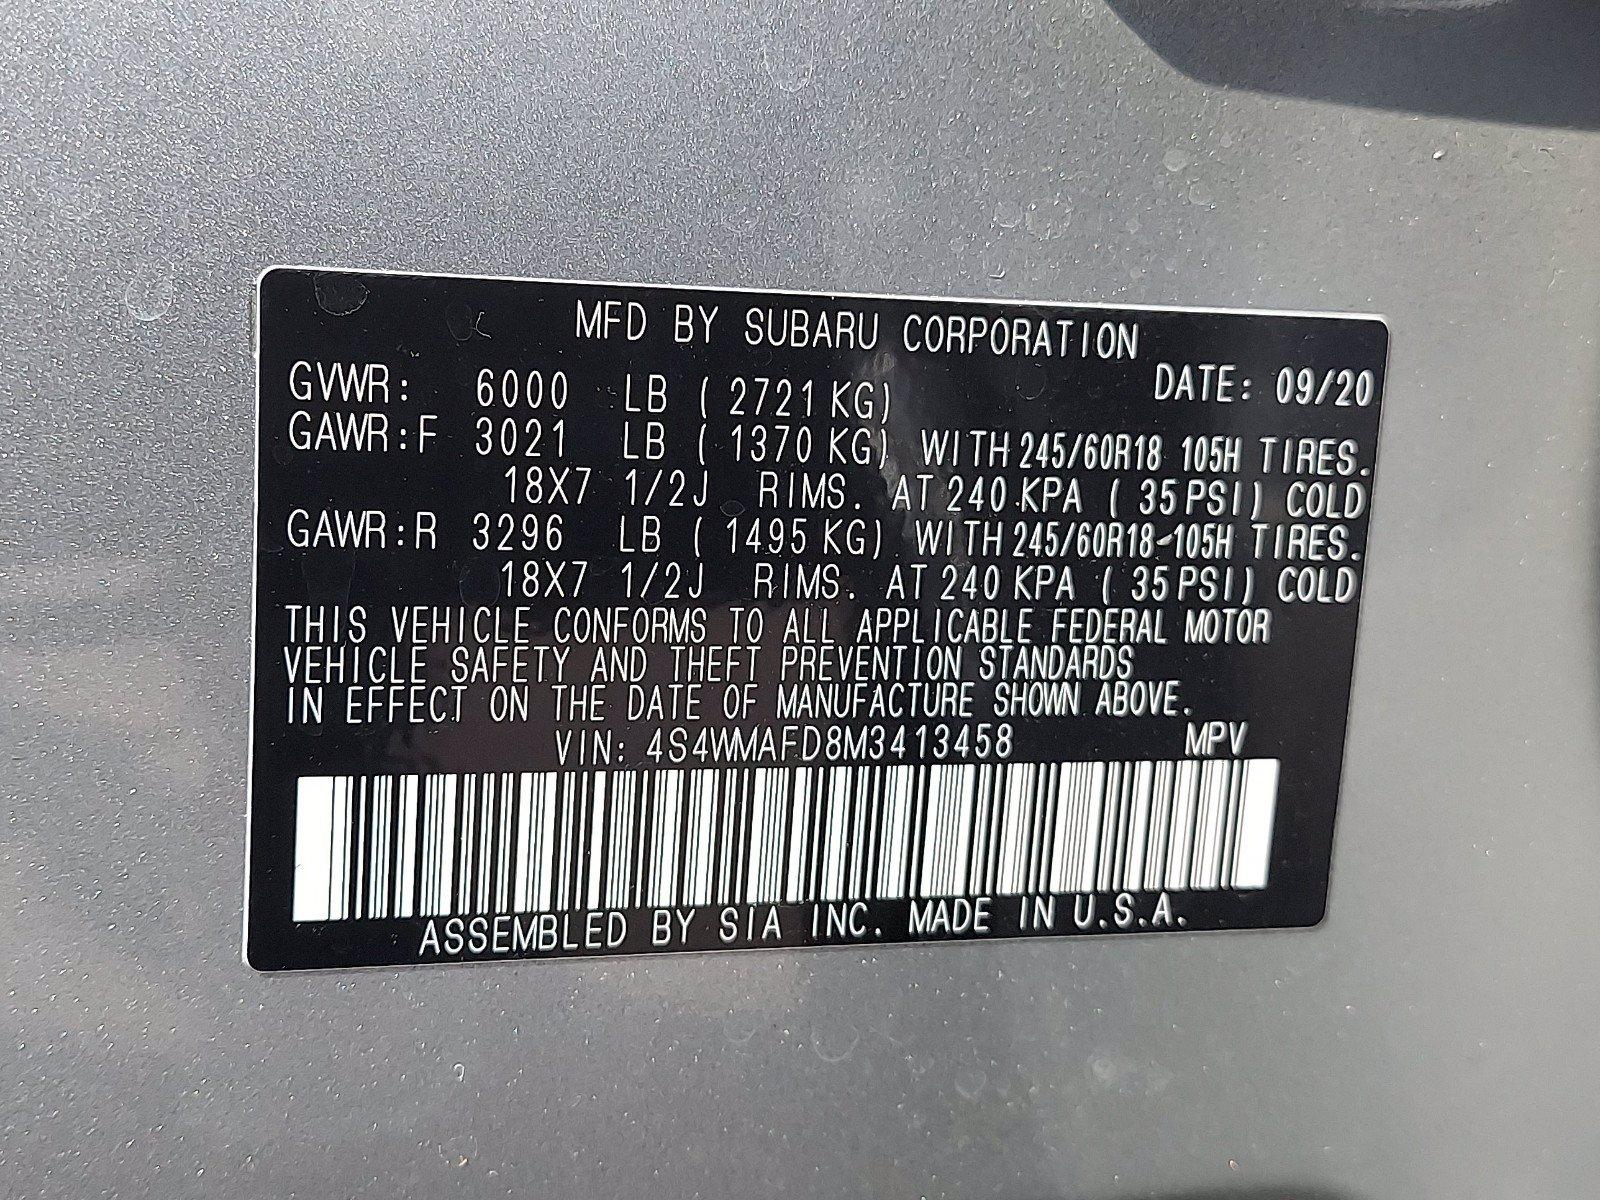 MFD BY SUBARU CORPORATION
GVWR: 6000 LB ( 2721 KG) DATE: 09/20
GAWR:F 3021 LB ( 1370 KG) WITH 245/60R18 105H TIRES.
18X7 1/2J RIMS. AT 240 KPA ( 35 PSI) COLD
GAWR:R 3296 LB ( 1495 KG) WITH 245/60R18 105H TIRES.
18X7 1/2J RIMS. AT 240 KPA ( 35 PSI) COLD
THIS VEHICLE CONFORMS TO ALL APPLICABLE FEDERAL MOTOR
VEHICLE SAFETY AND THEFT PREVENTION STANDARDS
IN EFFECT ON THE DATE OF MANUFACTURE SHOWN ABOVE.
VIN: 4S4WMAFD8M3413458 MPV
ASSEMBLED BY SIA INC. MADE IN U.S.A.